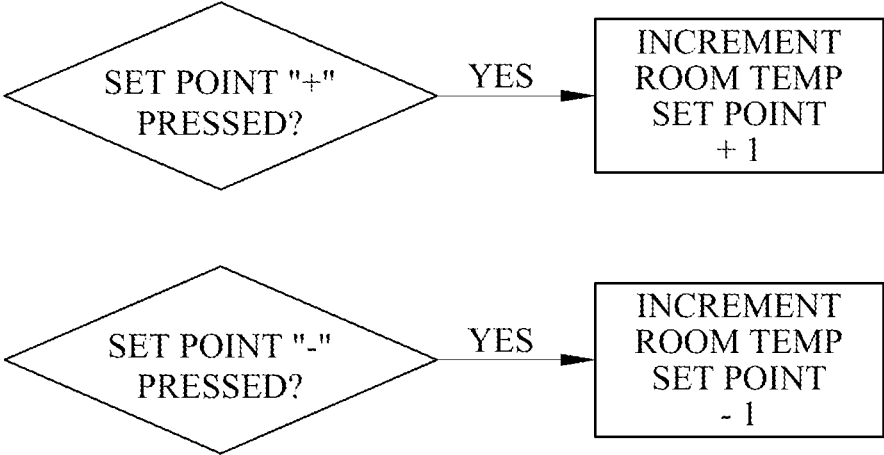 SET POINT "+"
PRESSED?
YES
INCREMENT
ROOM TEMP
SET POINT
+ 1
SET POINT "-"
PRESSED?
YES
INCREMENT
ROOM TEMP
SET POINT
- 1